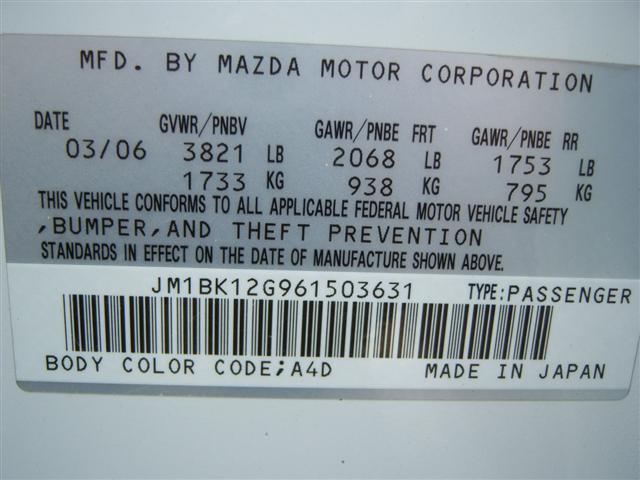 MFD. BY MAZDA MOTOR CORPORATION
DATE GVWR/PNBV GAWR/PNBE FRT GAWR/PNBE RR
03/06 3821 LB 2068 LB 1753 LB
1733 KG 938 KG 795 KG
THIS VEHICLE CONFORMS TO ALL APPLICABLE FEDERAL MOTOR VEHICLE SAFETY
,BUMPER,AND THEFT PREVENTION
STANDARDS IN EFFECT ON THE DATE OF MANUFACTURE SHOWN ABOVE.
JM1BK12G961503631 TYPE:PASSENGER
BODY COLOR CODE;A4D MADE IN JAPAN